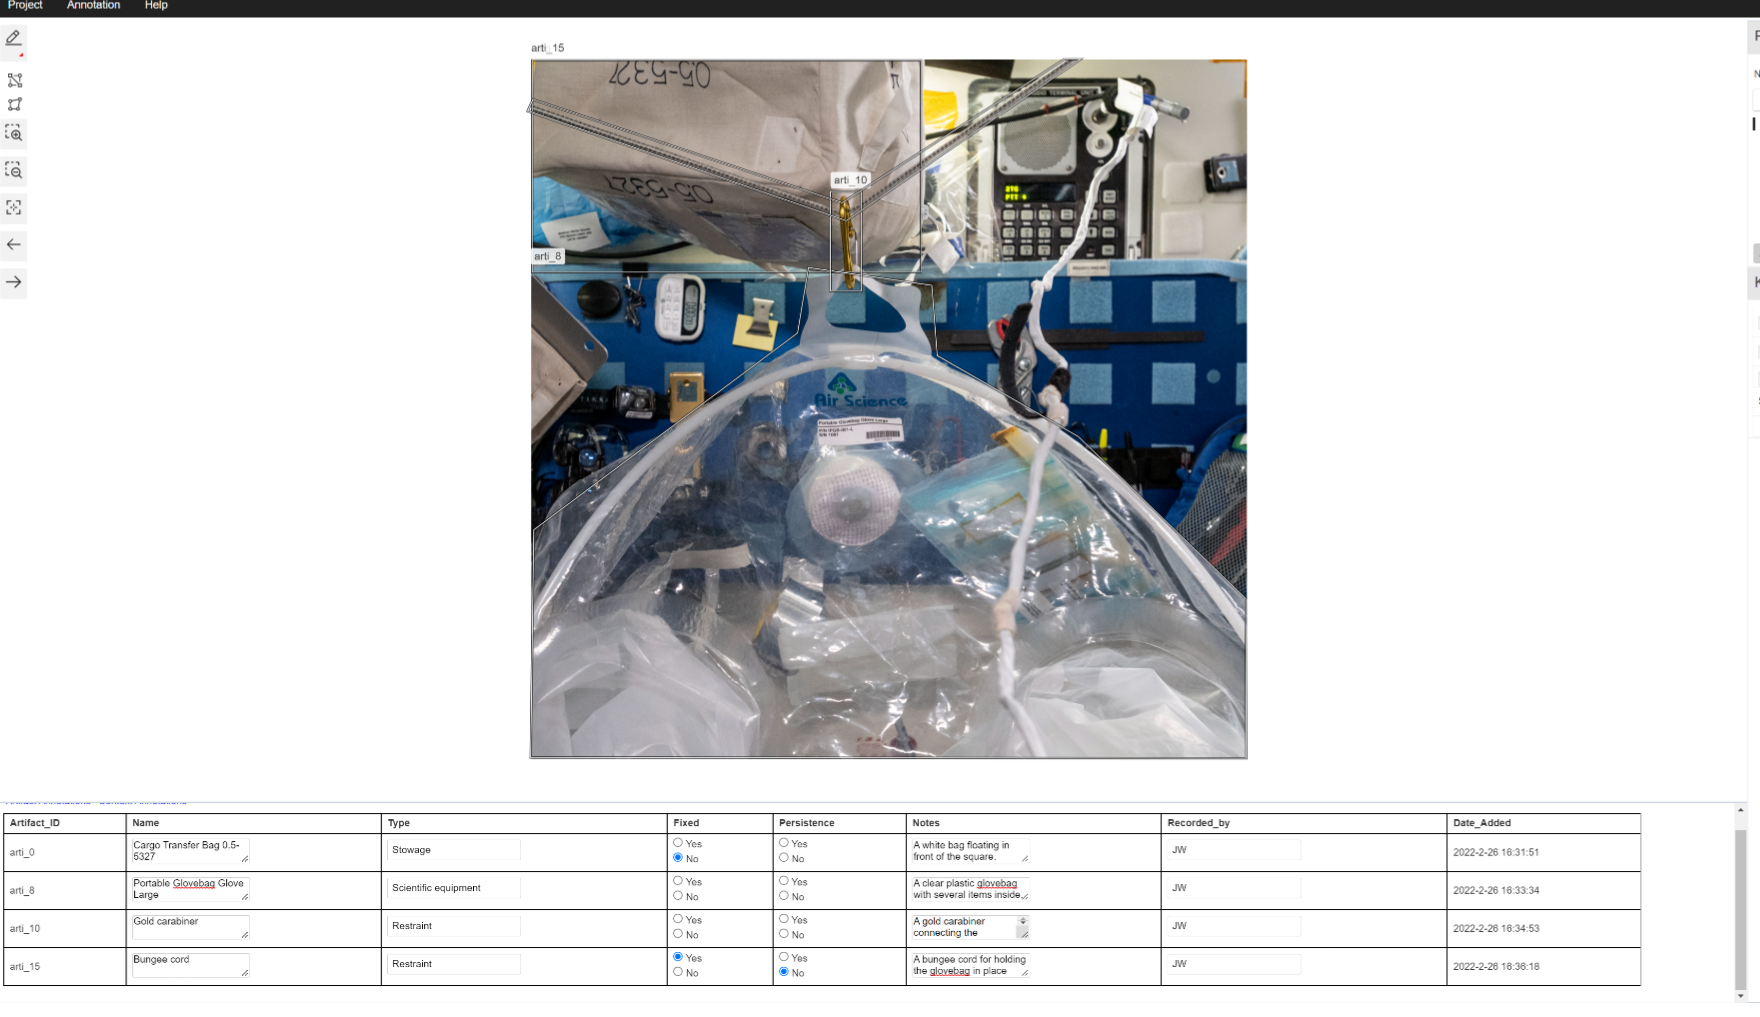 Project Annotation Help
arti_15
05-5327
arti_10
05-5327
arti_8
Air Science
Portable Glovebag Glove Large
Artifact_ID Name Type Fixed Persistence Notes Recorded_by Date_Added
arti_0 Cargo Transfer Bag 0.5- Stowage Yes Yes A white bag floating in JW 2022-2-26 16:31:51
5327 No No front of the square.
arti_8 Portable Glovebag Glove Scientific equipment Yes Yes A clear plastic glovebag JW 2022-2-26 16:33:34
Large No No with several items inside.
arti_10 Gold carabiner Restraint Yes Yes A gold carabiner JW 2022-2-26 16:34:53
No No connecting the
arti_15 Bungee cord Restraint Yes Yes A bungee cord for holding JW 2022-2-26 16:36:18
No No the glovebag in place